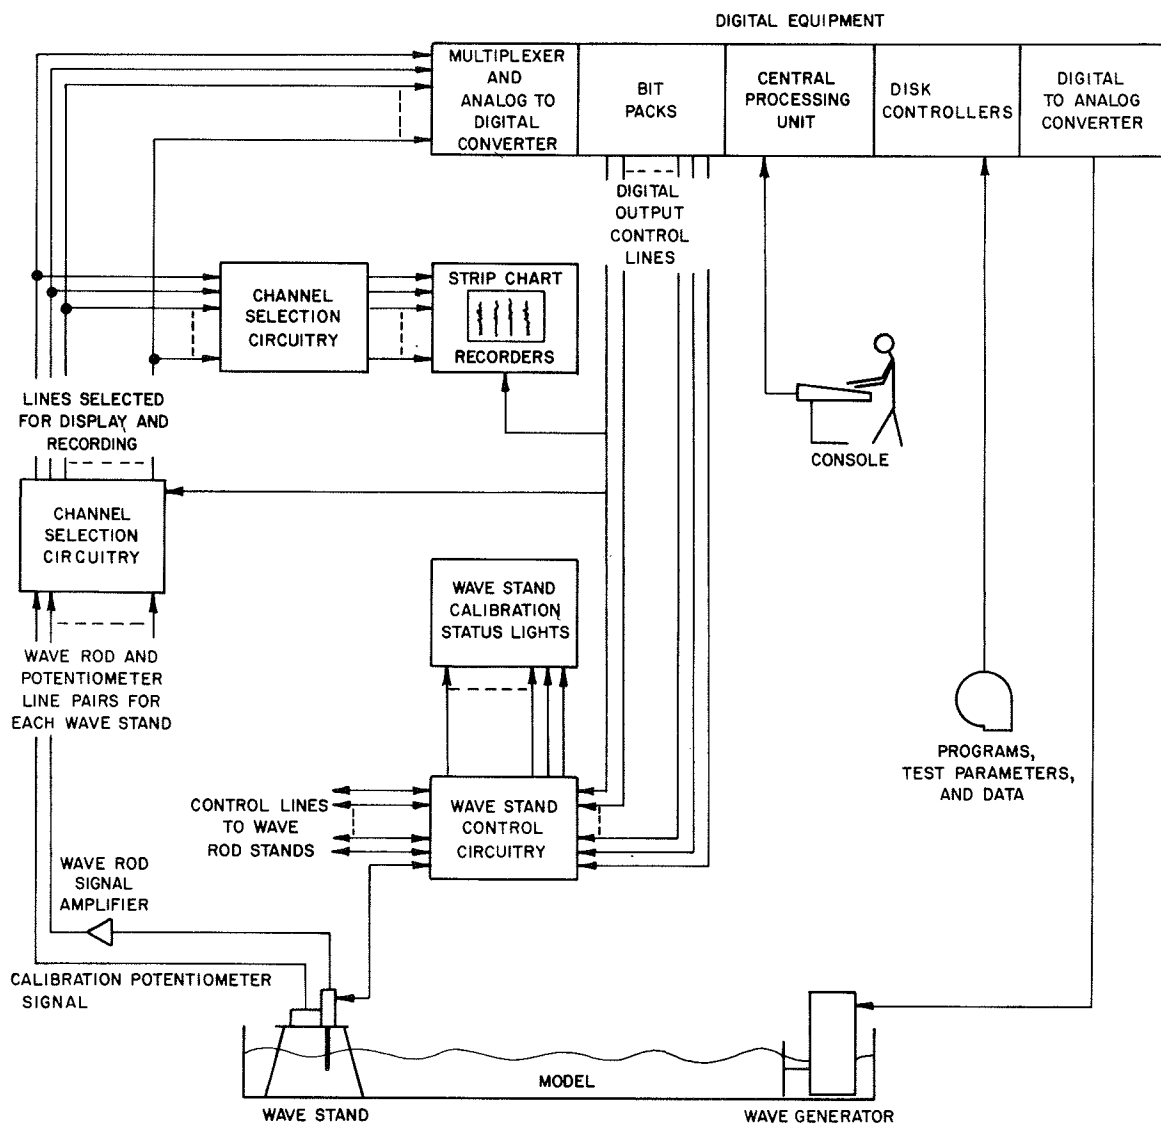 DIGITAL EQUIPMENT
MULTIPLEXER
AND
ANALOG TO
DIGITAL
CONVERTER
BIT
PACKS
CENTRAL
PROCESSING
UNIT
DISK
CONTROLLERS
DIGITAL
TO ANALOG
CONVERTER
DIGITAL
OUTPUT
CONTROL
LINES
CHANNEL
SELECTION
CIRCUITRY
STRIP CHART
RECORDERS
LINES SELECTED
FOR DISPLAY AND
RECORDING
CONSOLE
CHANNEL
SELECTION
CIRCUITRY
WAVE STAND
CALIBRATION
STATUS LIGHTS
WAVE ROD AND
POTENTIOMETER
LINE PAIRS FOR
EACH WAVE STAND
PROGRAMS,
TEST PARAMETERS,
AND DATA
CONTROL LINES
TO WAVE
ROD STANDS
WAVE STAND
CONTROL
CIRCUITRY
WAVE ROD
SIGNAL
AMPLIFIER
CALIBRATION POTENTIOMETER
SIGNAL
MODEL
WAVE STAND
WAVE GENERATOR